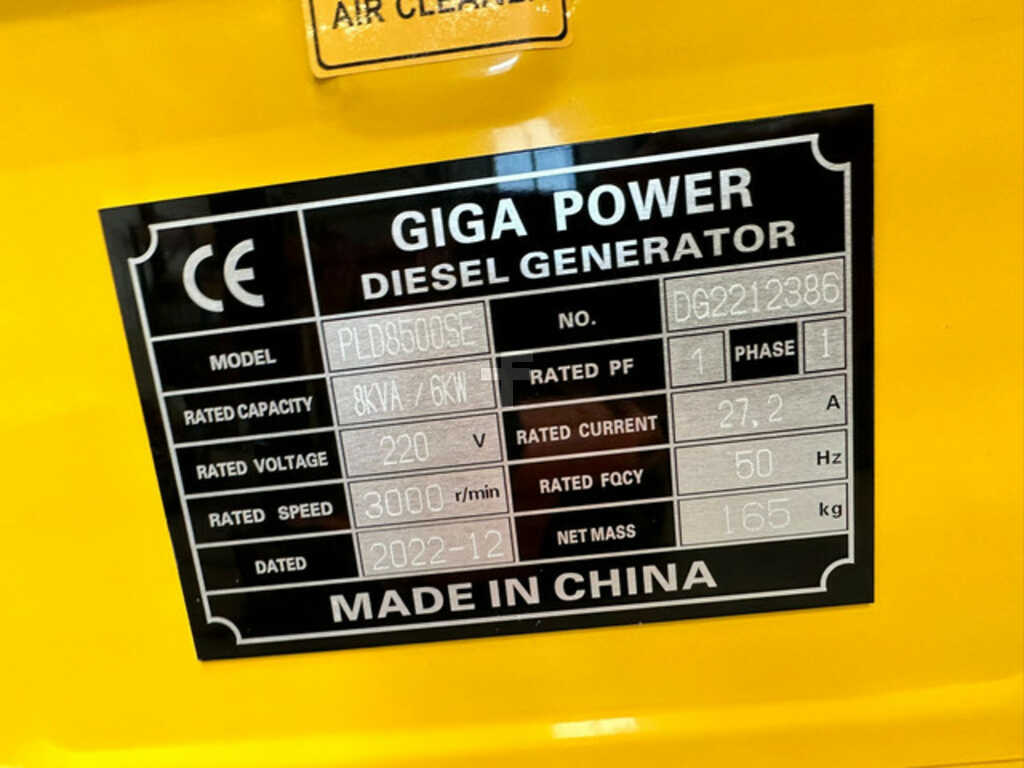 AIR CLEANER
CE
GIGA POWER
DIESEL GENERATOR
MODEL PLD8500SE NO. DG2212386
RATED CAPACITY 8KVA / 6KW RATED PF 1 PHASE 1
RATED VOLTAGE 220 V RATED CURRENT 27,2 A
RATED SPEED 3000 r/min RATED FQCY 50 Hz
DATED 2022-12 NET MASS 165 kg
MADE IN CHINA